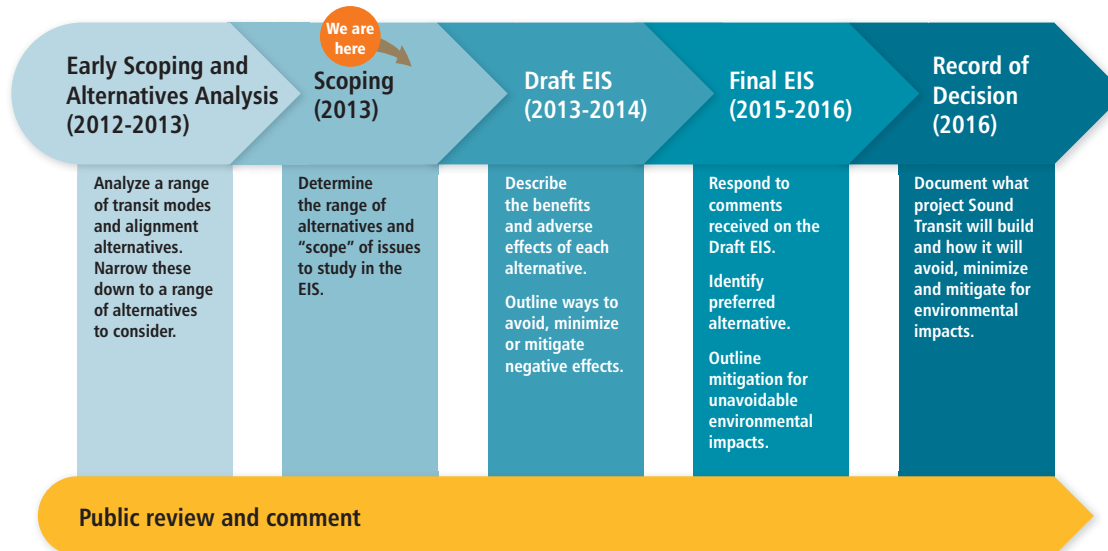 We are
here
Early Scoping and
Alternatives Analysis
(2012-2013)
Scoping
(2013)
Draft EIS
(2013-2014)
Final EIS
(2015-2016)
Record of
Decision
(2016)
Analyze a range
of transit modes
and alignment
alternatives.
Narrow these
down to a range
of alternatives
to consider.
Determine
the range of
alternatives and
“scope” of issues
to study in the
EIS.
Describe
the benefits
and adverse
effects of each
alternative.
Outline ways to
avoid, minimize
or mitigate
negative effects.
Respond to
comments
received on the
Draft EIS.
Identify
preferred
alternative.
Outline
mitigation for
unavoidable
environmental
impacts.
Document what
project Sound
Transit will build
and how it will
avoid, minimize
and mitigate for
environmental
impacts.
Public review and comment